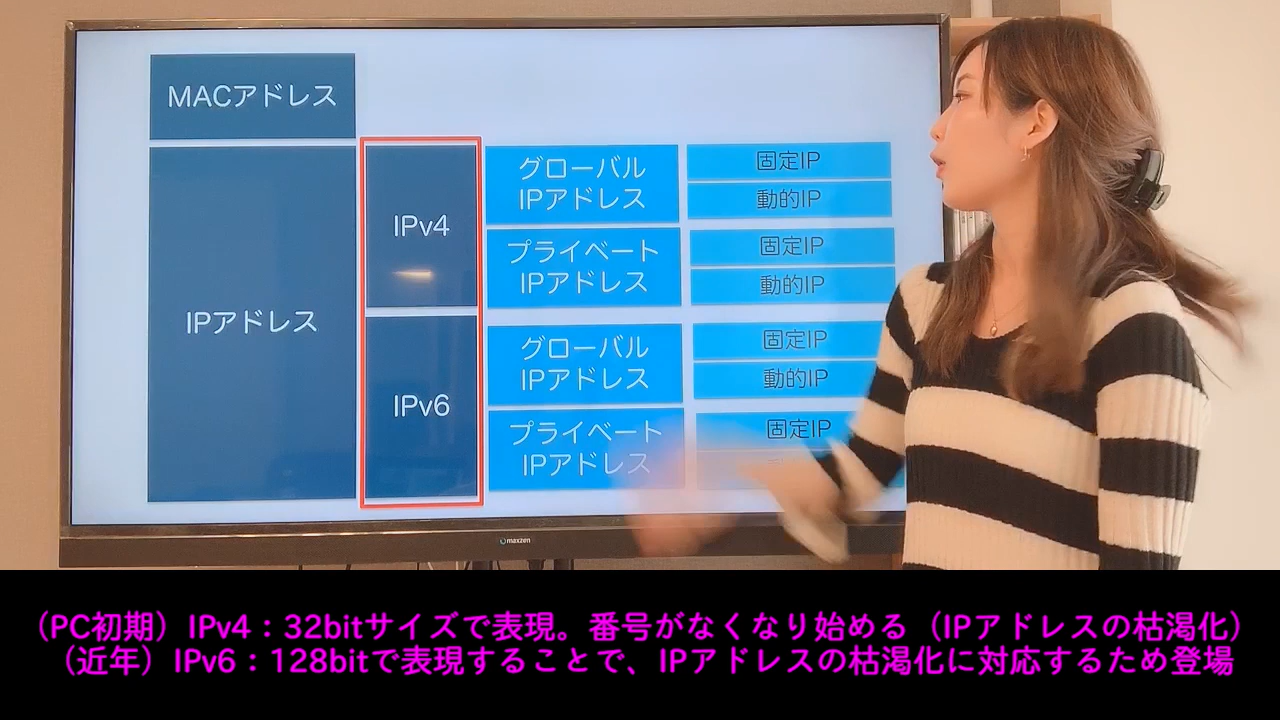 MACアドレス
IPアドレス
IPv4
グローバル
IPアドレス
固定IP
動的IP
プライベート
IPアドレス
固定IP
動的IP
IPv6
グローバル
IPアドレス
固定IP
動的IP
プライベート
IPアドレス
固定IP
maxzen
（PC初期）IPv4：32bitサイズで表現。番号がなくなり始める（IPアドレスの枯渇化）
（近年）IPv6：128bitで表現することで、IPアドレスの枯渇化に対応するため登場